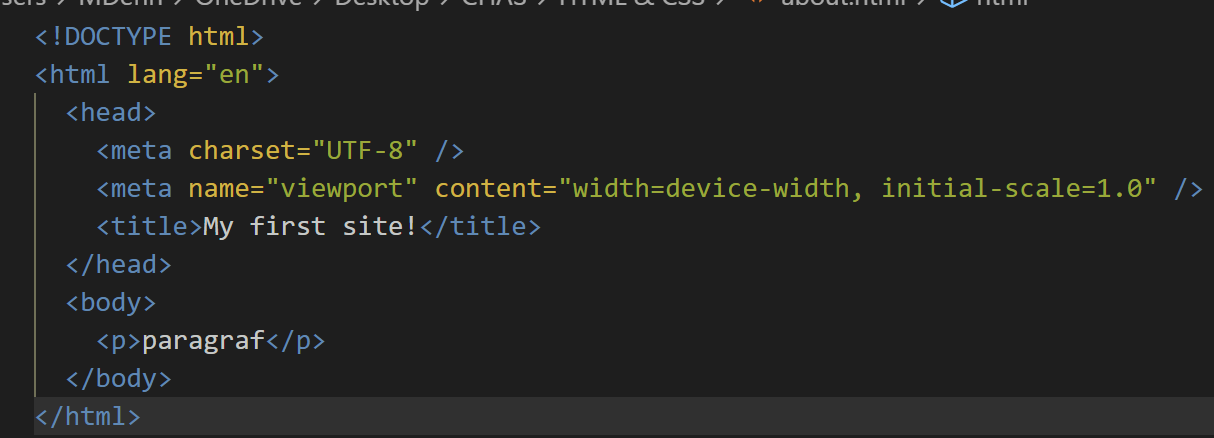 OneDrive > Desktop > CHAS > HTML & CSS > about.html > html
<!DOCTYPE html>
<html lang="en">
<head>
<meta charset="UTF-8" />
<meta name="viewport" content="width=device-width, initial-scale=1.0" />
<title>My first site!</title>
</head>
<body>
<p>paragraf</p>
</body>
</html>